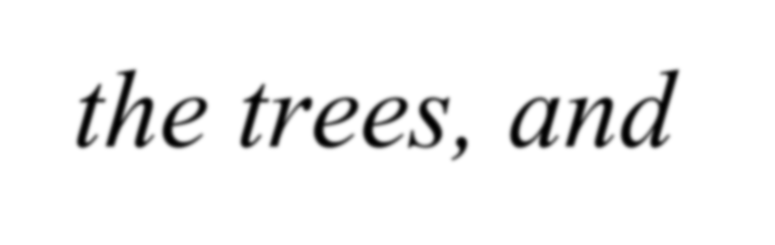 the trees, and